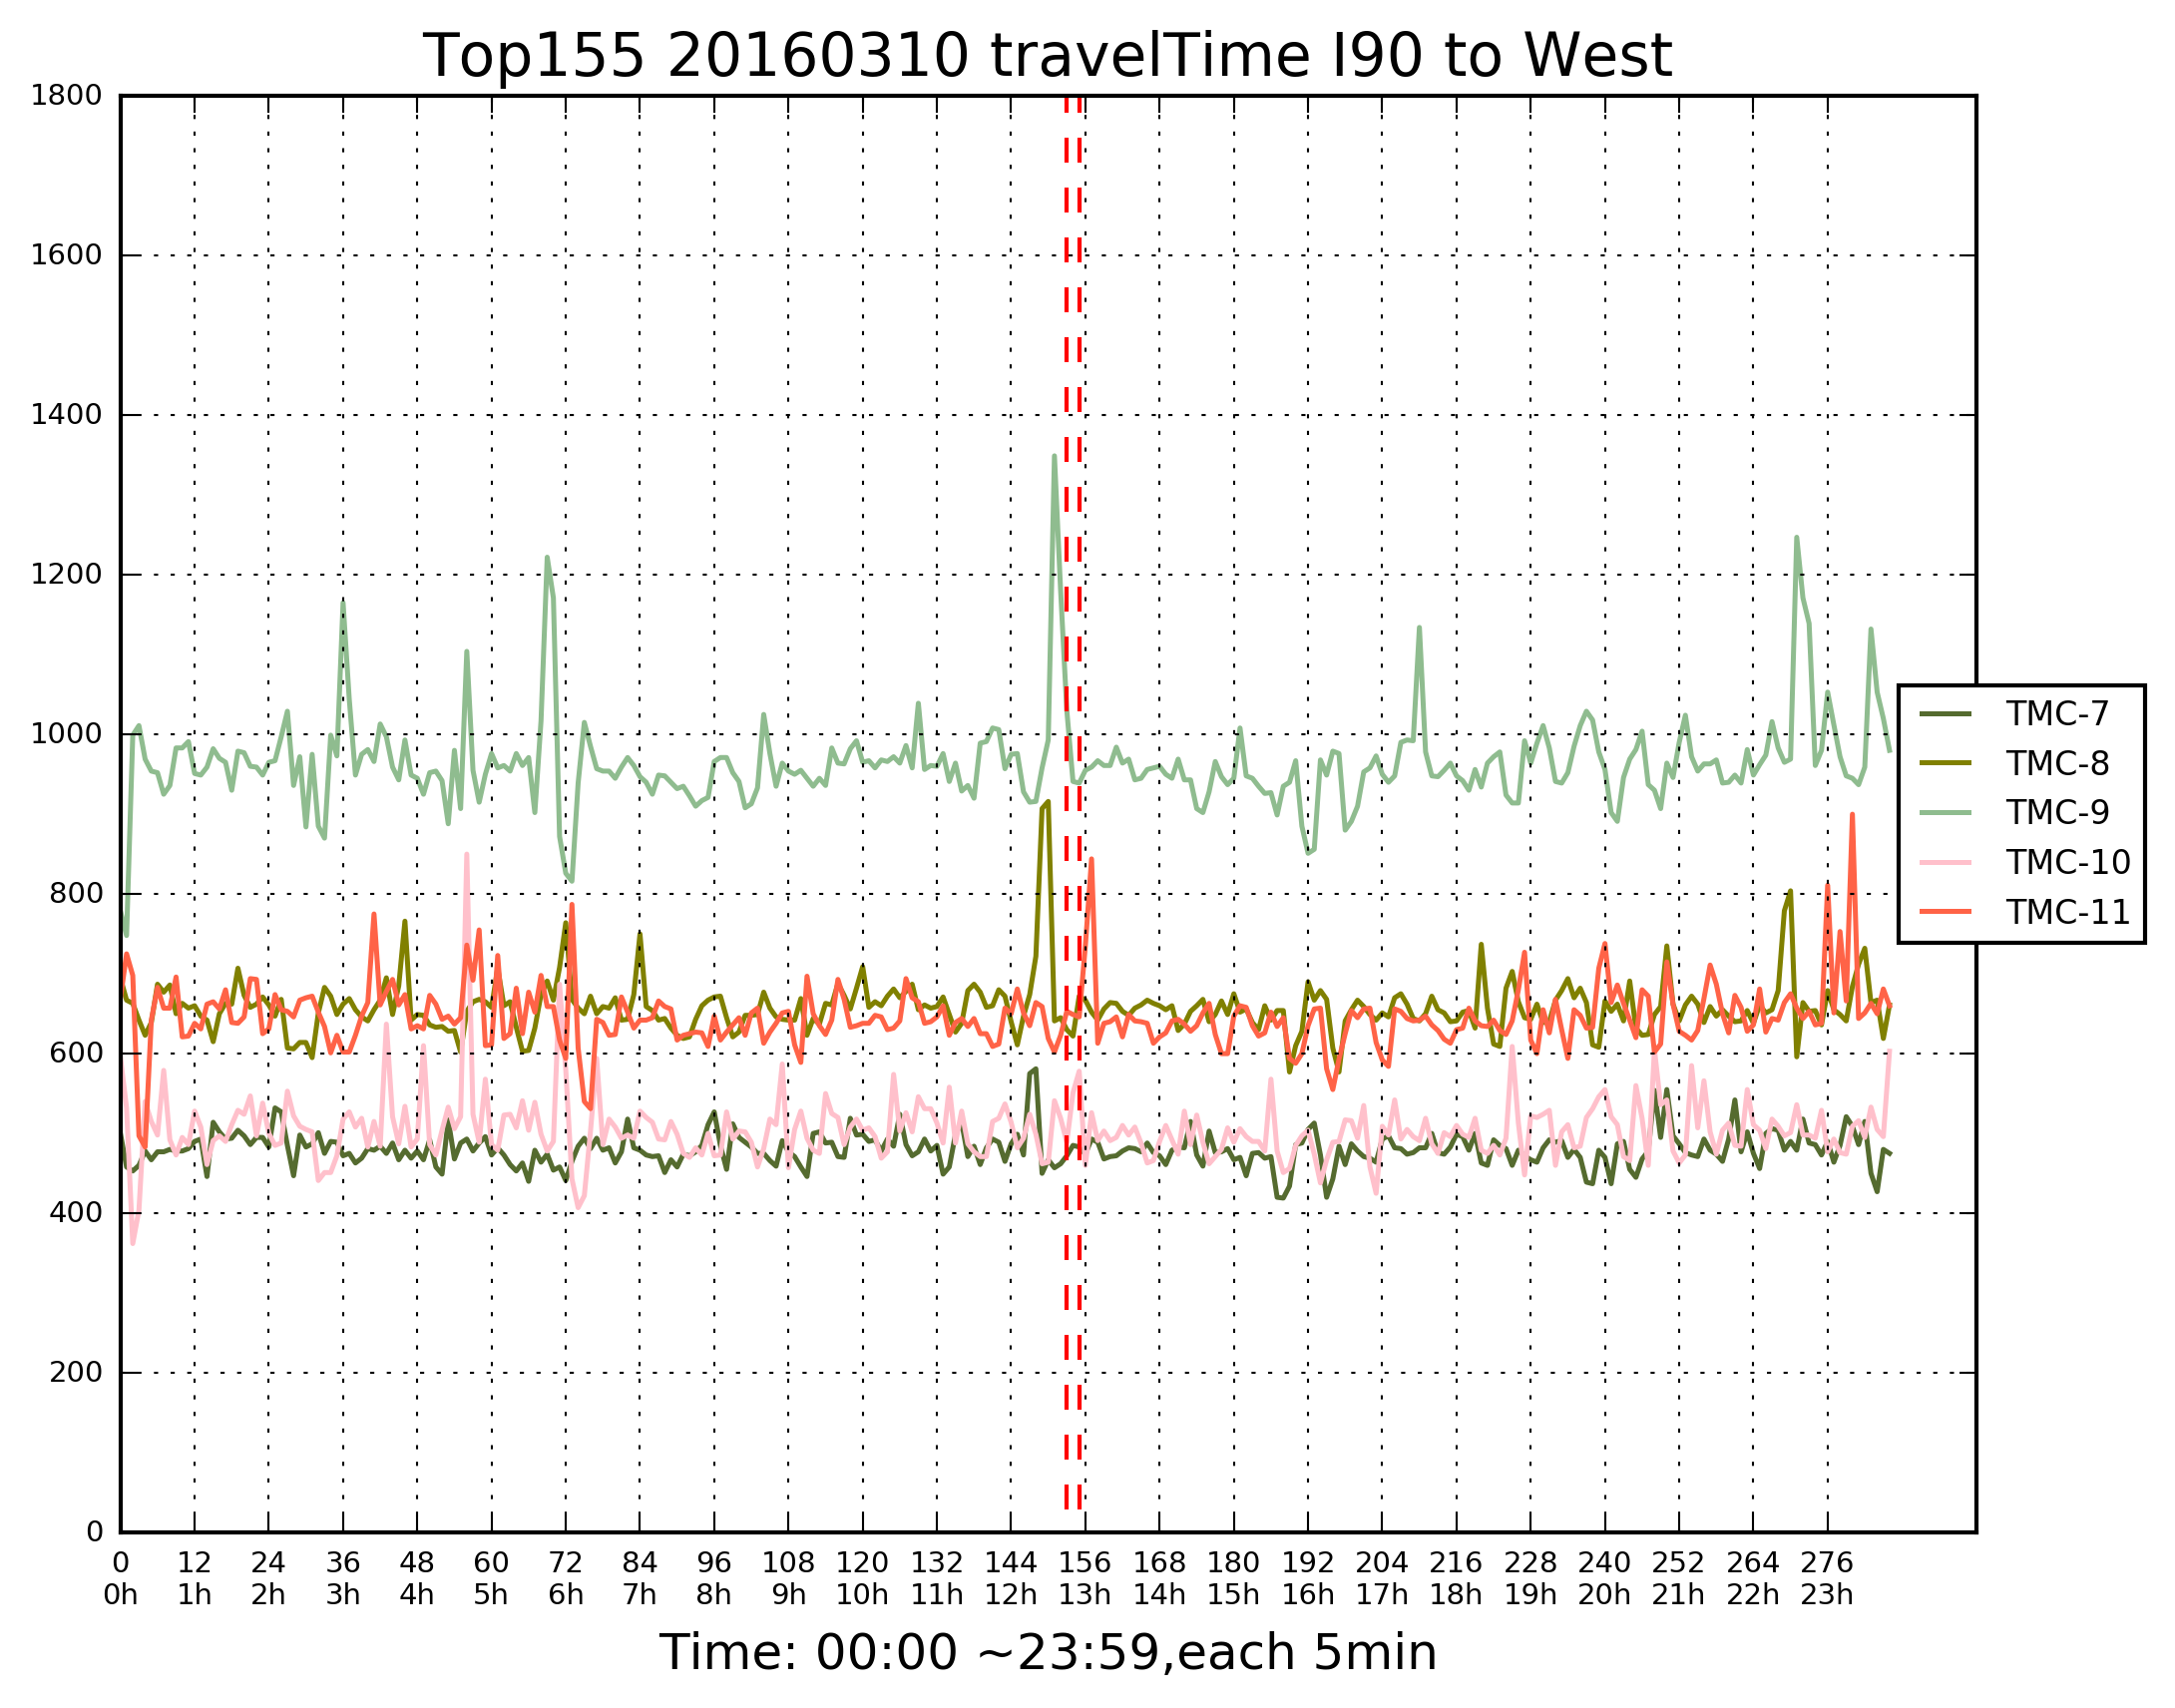 Top155 20160310 travelTime I90 to West
1800
1600
1400
1200
1000
800
600
400
200
0
TMC-7
TMC-8
TMC-9
TMC-10
TMC-11
0 12 24 36 48 60 72 84 96 108 120 132 144 156 168 180 192 204 216 228 240 252 264 276
0h 1h 2h 3h 4h 5h 6h 7h 8h 9h 10h 11h 12h 13h 14h 15h 16h 17h 18h 19h 20h 21h 22h 23h
Time: 00:00 ~23:59,each 5min